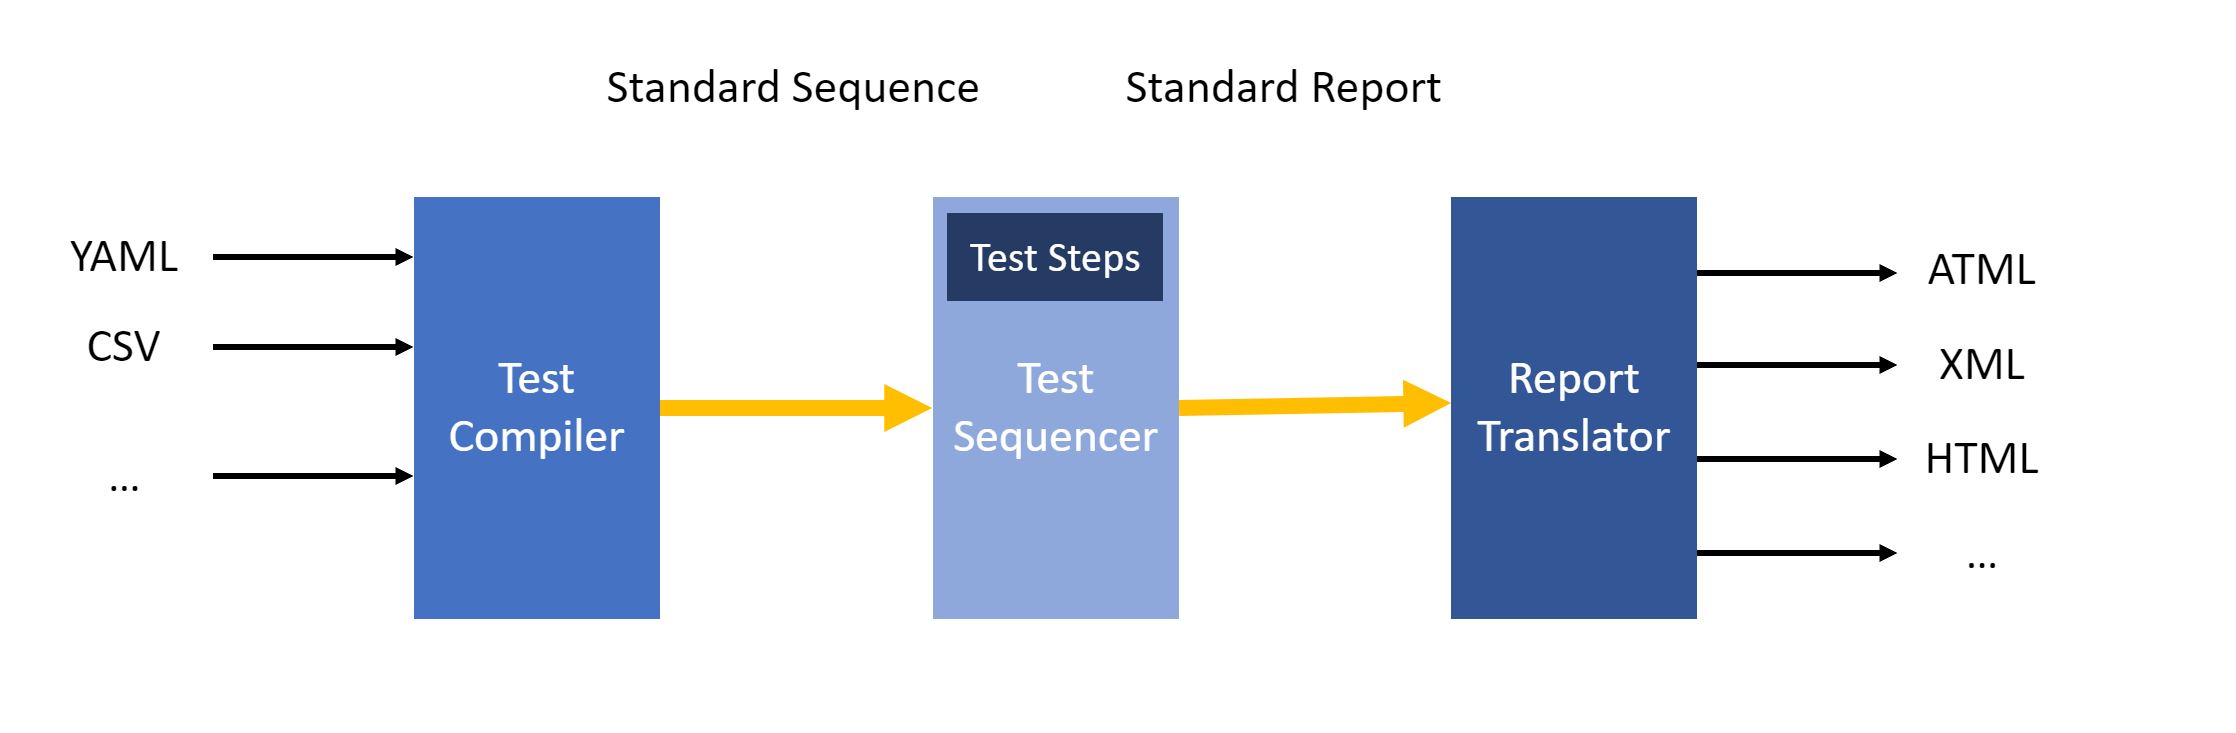 Standard Sequence
Standard Report
YAML
CSV
...
Test
Compiler
Test Steps
Test
Sequencer
Report
Translator
ATML
XML
HTML
...